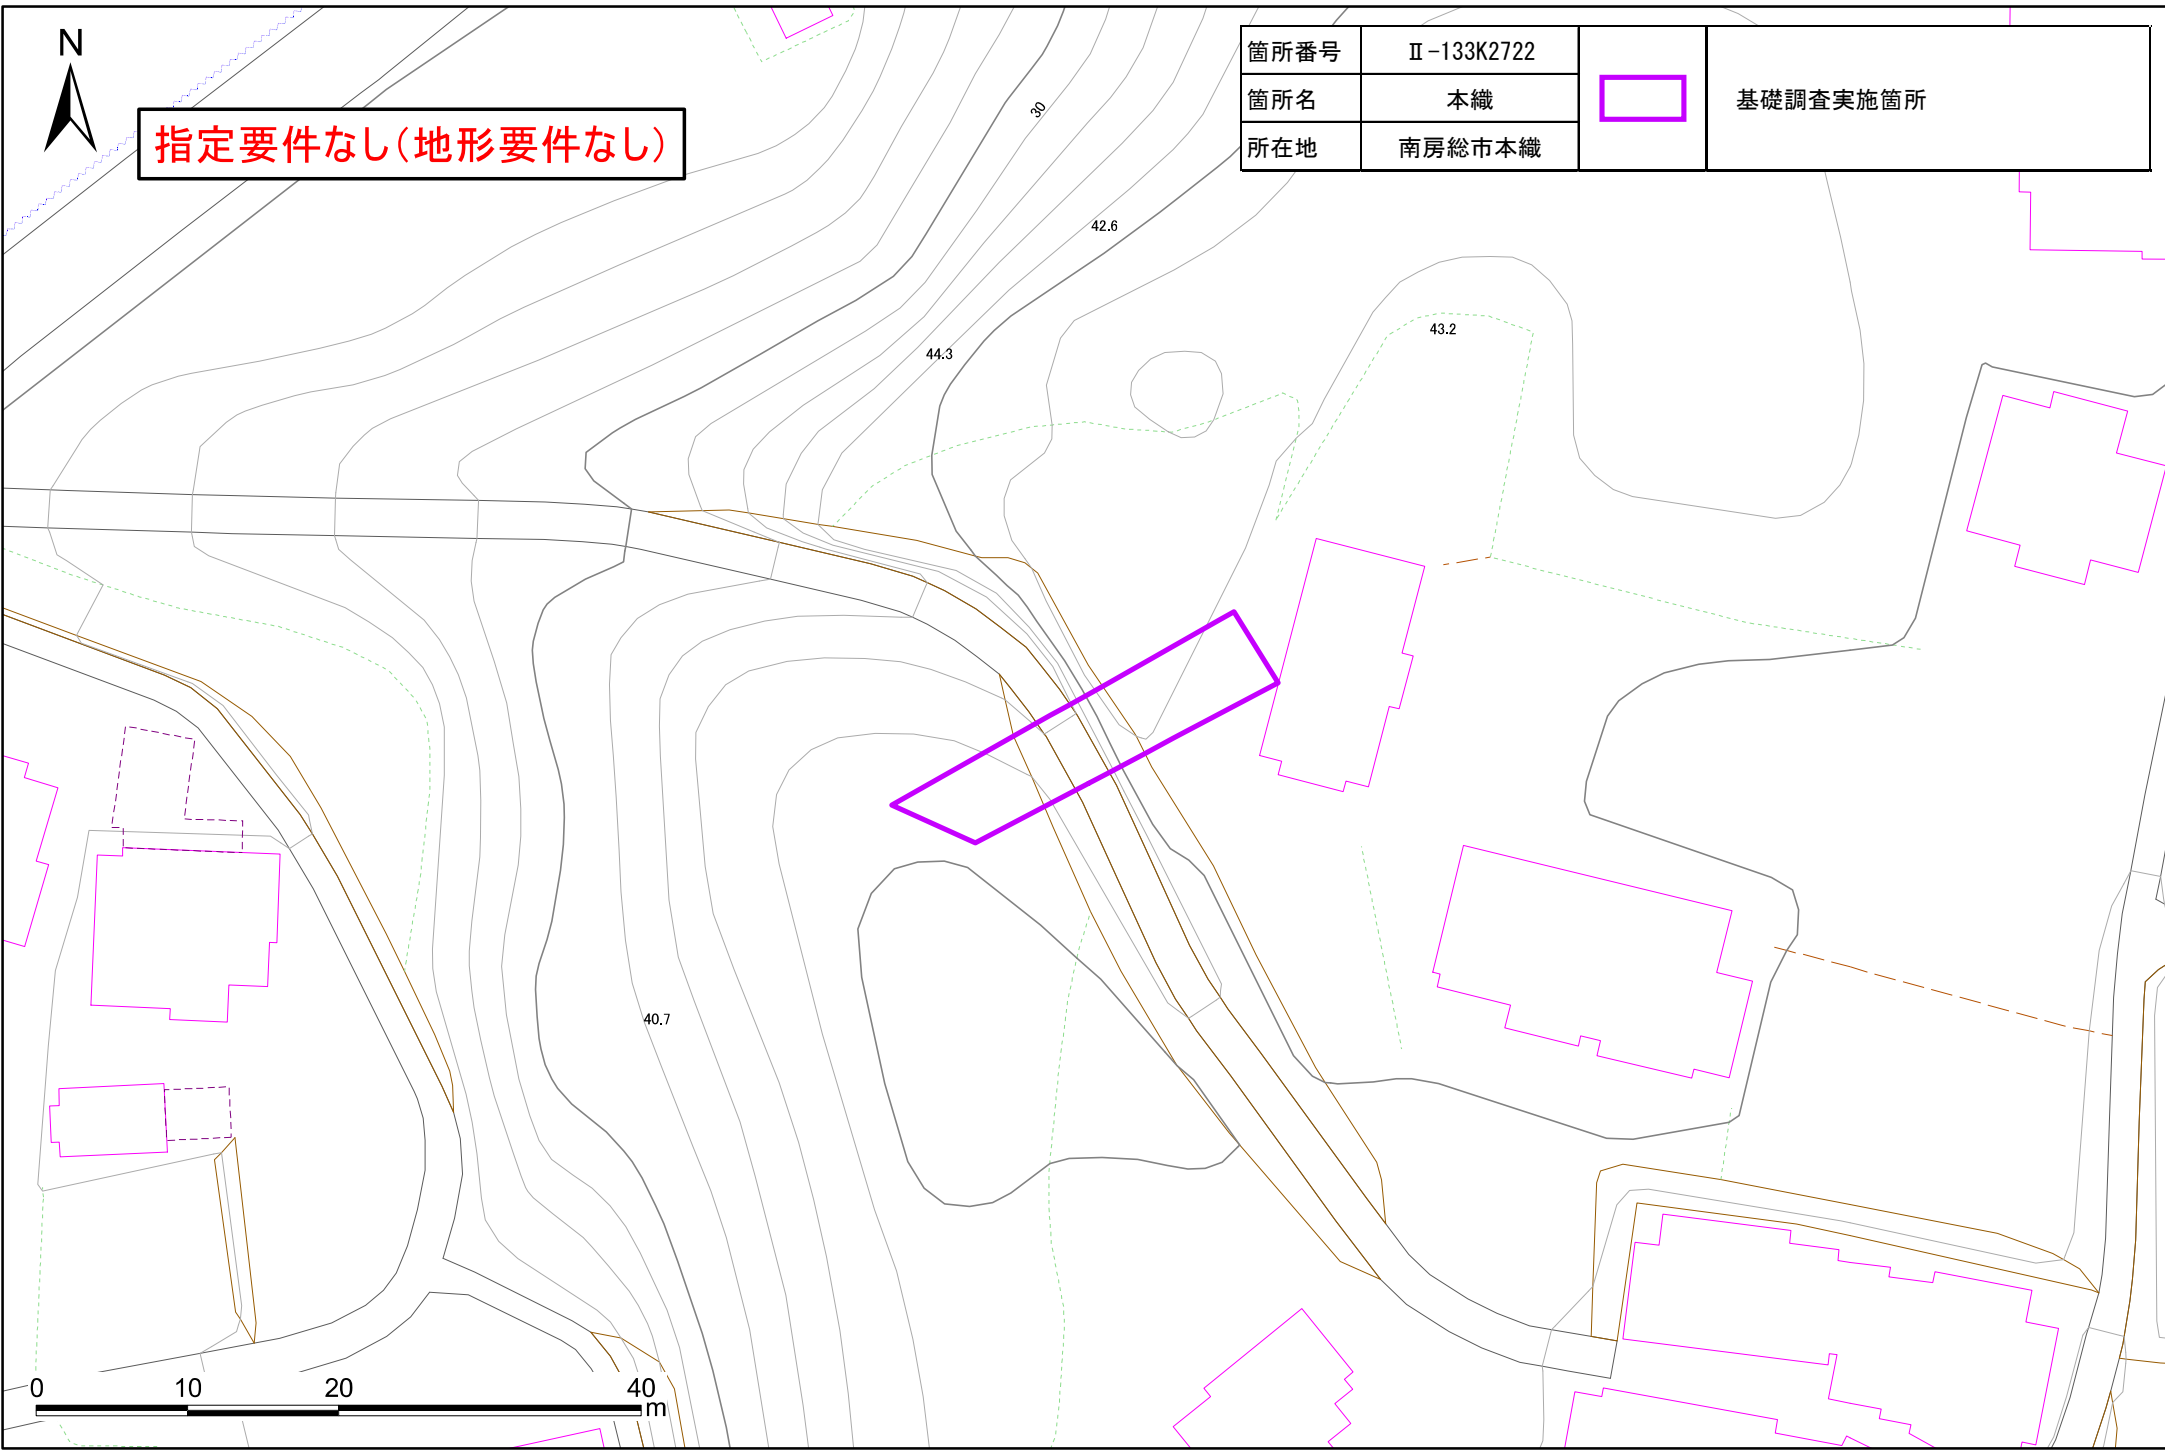 N
指定要件なし(地形要件なし)
箇所番号 Ⅱ-133K2722
箇所名 本織
所在地 南房総市本織
基礎調査実施箇所
30
42.6
43.2
44.3
40.7
0 10 20 40
m